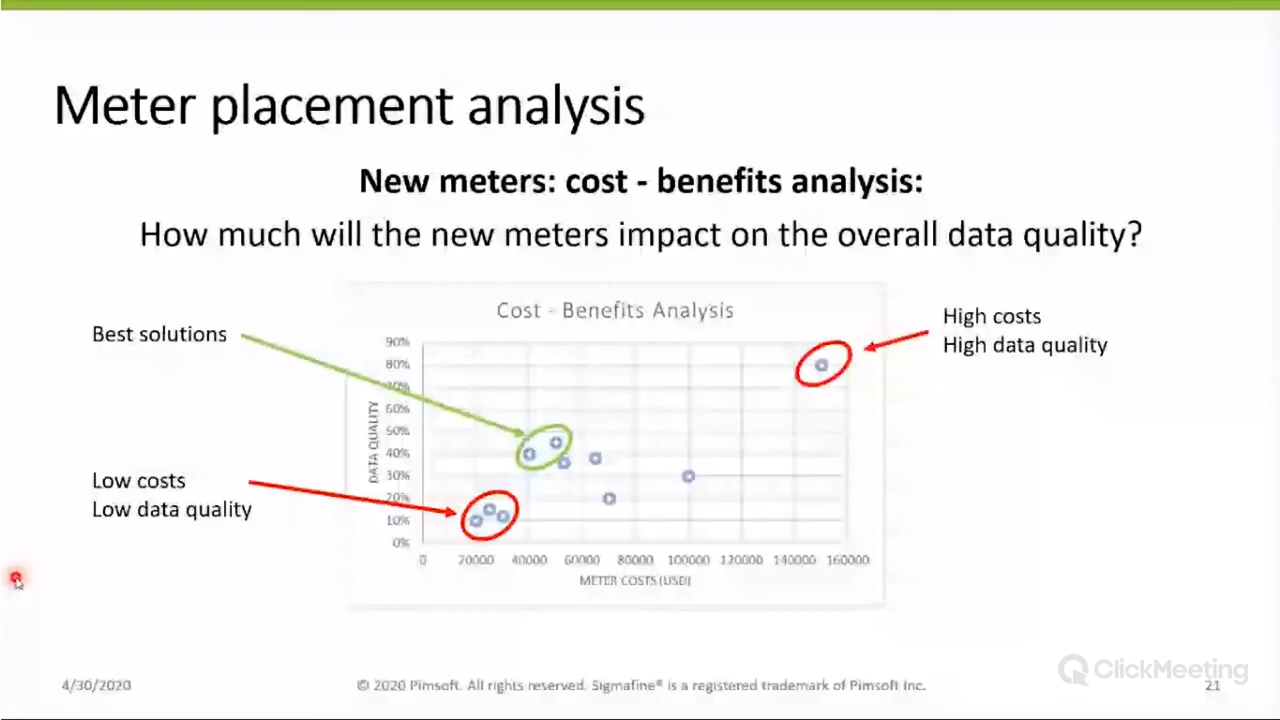 Meter placement analysis
New meters: cost - benefits analysis:
How much will the new meters impact on the overall data quality?
Cost - Benefits Analysis
Best solutions
High costs
High data quality
Low costs
Low data quality
DATA QUALITY
90%
80%
70%
60%
50%
40%
30%
20%
10%
0%
0 20000 40000 60000 80000 100000 120000 140000 160000
METER COSTS (USD)
ClickMeeting
4/30/2020
© 2020 Pimsoft. All rights reserved. Sigmafine® is a registered trademark of Pimsoft Inc.
21